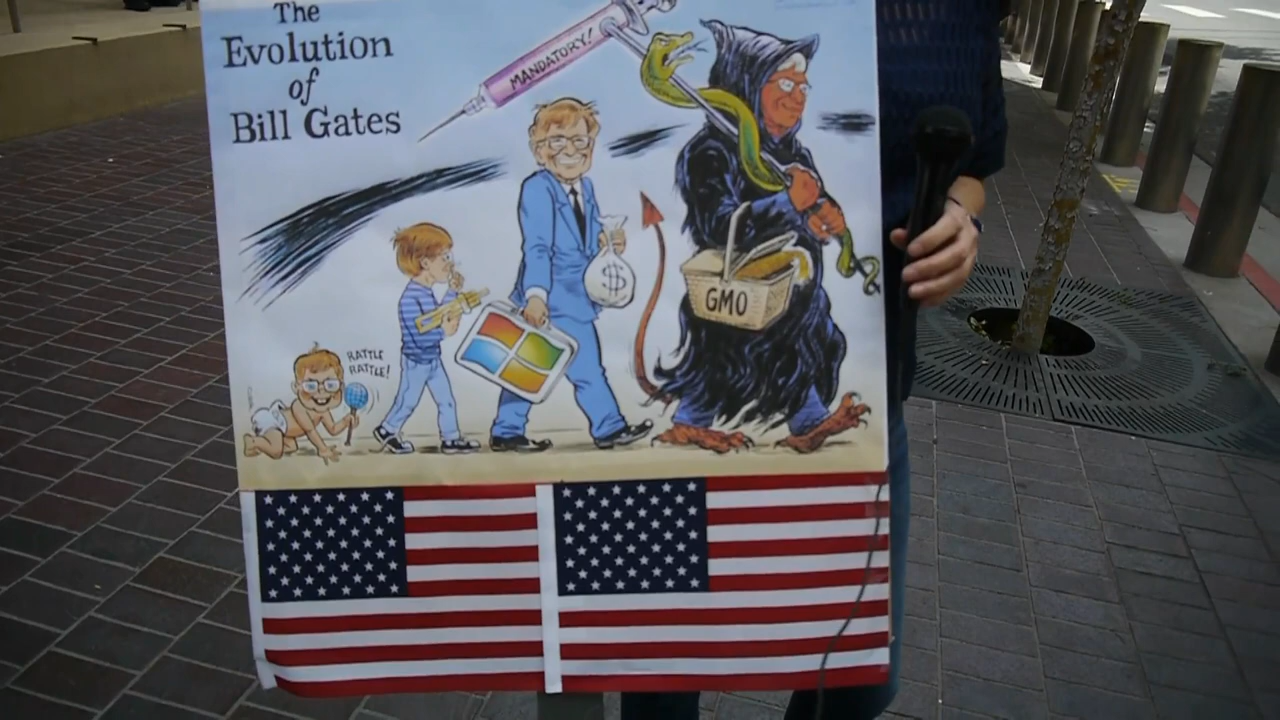 The
Evolution
of
Bill Gates
MANDATORY!
RATTLE
RATTLE!
$
GMO